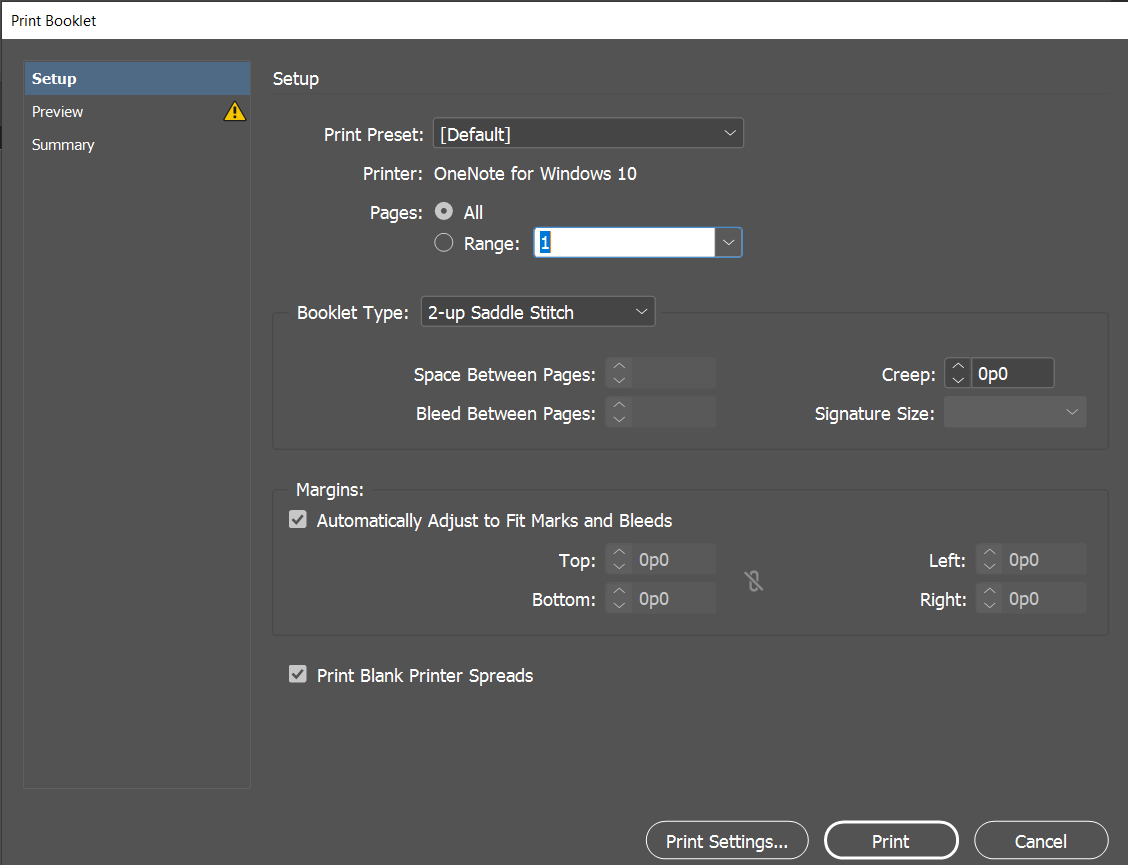 Print Booklet
Setup
Preview
Summary
Setup
Print Preset: [Default]
Printer: OneNote for Windows 10
Pages: All
Range: 1
Booklet Type: 2-up Saddle Stitch
Space Between Pages: Creep: 0p0
Bleed Between Pages: Signature Size:
Margins:
Automatically Adjust to Fit Marks and Bleeds
Top: 0p0 Left: 0p0
Bottom: 0p0 Right: 0p0
Print Blank Printer Spreads
Print Settings... Print Cancel